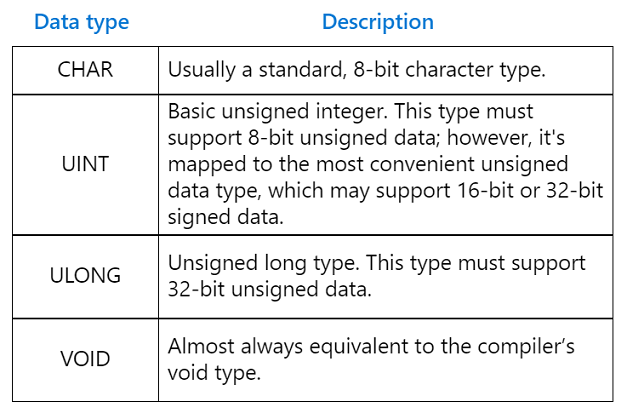 Data type Description
CHAR Usually a standard, 8-bit character type.
Basic unsigned integer. This type must
support 8-bit unsigned data; however, it's
UINT mapped to the most convenient unsigned
data type, which may support 16-bit or 32-bit
signed data.
ULONG Unsigned long type. This type must support
32-bit unsigned data.
VOID Almost always equivalent to the compiler’s
void type.